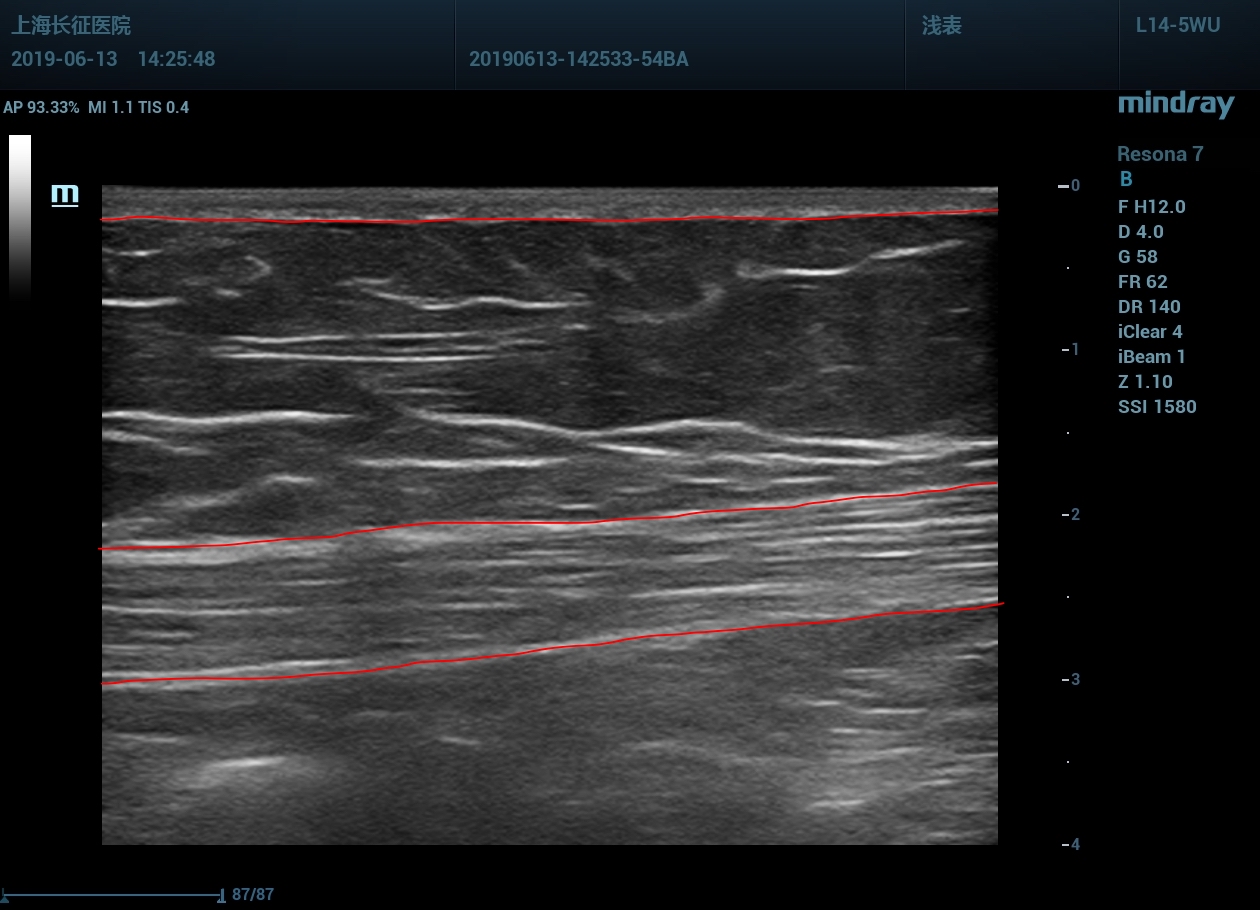 上海长征医院
浅表
L14-5WU
2019-06-13 14:25:48
20190613-142533-54BA
AP 93.33% MI 1.1 TIS 0.4
mindray
m
Resona 7
B
F H12.0
D 4.0
G 58
FR 62
DR 140
iClear 4
iBeam 1
Z 1.10
SSI 1580
0
1
2
3
4
87/87